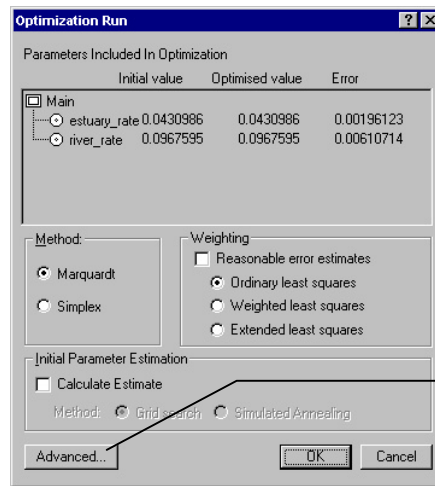 Optimization Run
Parameters Included In Optimization
Initial value Optimised value Error
Main
estuary_rate 0.0430986 0.0430986 0.00196123
river_rate 0.0967595 0.0967595 0.00610714
Method:
Marquardt
Simplex
Weighting
Reasonable error estimates
Ordinary least squares
Weighted least squares
Extended least squares
Initial Parameter Estimation
Calculate Estimate
Method: Grid search Simulated Annealing
Advanced... OK Cancel